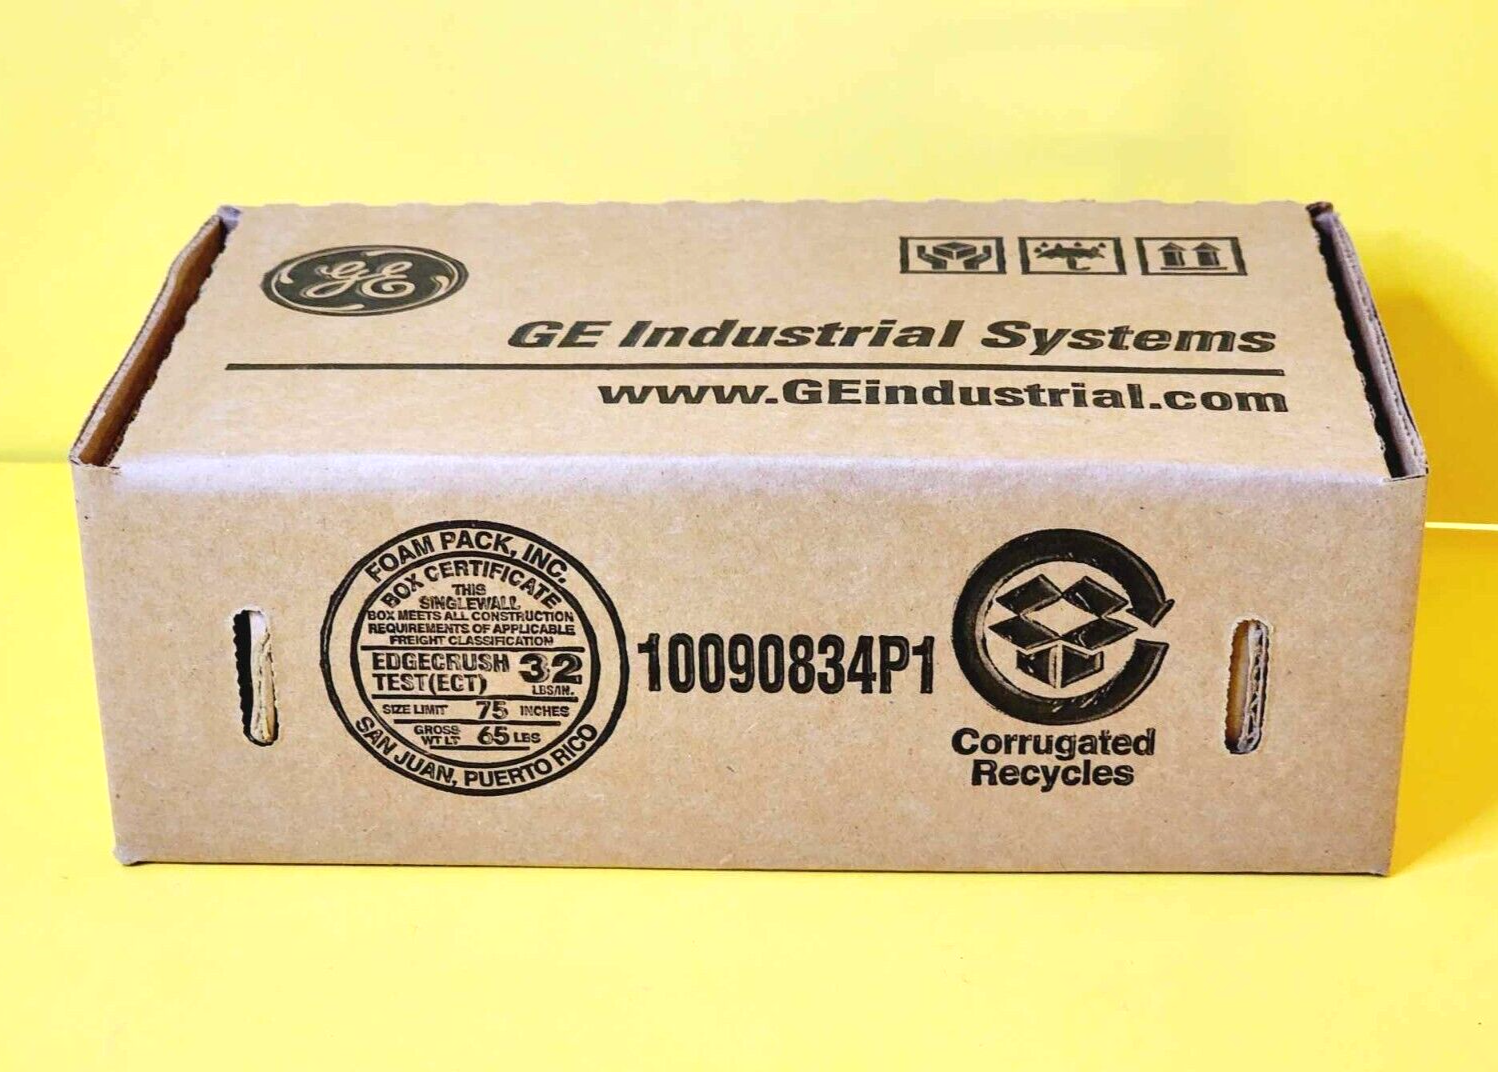 GE
GE Industrial Systems
www.GEindustrial.com
FOAM PACK, INC.
BOX CERTIFICATE
THIS
SINGLEWALL
BOX MEETS ALL CONSTRUCTION
REQUIREMENTS OF APPLICABLE
FREIGHT CLASSIFICATION
EDGECRUSH
TEST(ECT)
32
LBS/IN.
SIZE LIMIT 75 INCHES
GROSS
WT LT 65 LBS
SAN JUAN, PUERTO RICO
10090834P1
Corrugated
Recycles